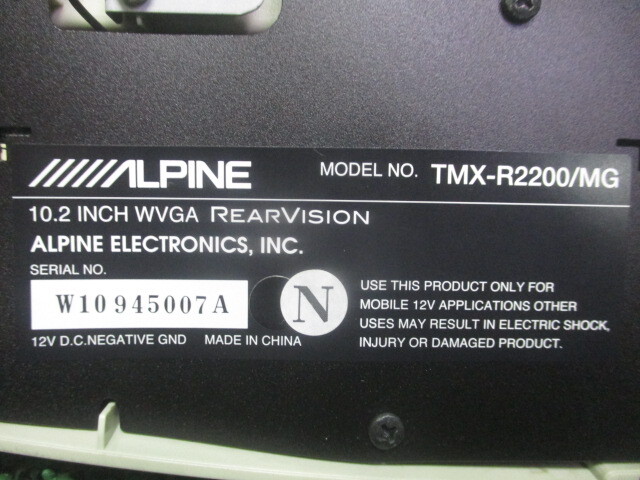 ALPINE MODEL NO. TMX-R2200/MG
10.2 INCH WVGA REARVISION
ALPINE ELECTRONICS, INC.
SERIAL NO.
W10945007A
N
12V D.C.NEGATIVE GND MADE IN CHINA
USE THIS PRODUCT ONLY FOR
MOBILE 12V APPLICATIONS OTHER
USES MAY RESULT IN ELECTRIC SHOCK,
INJURY OR DAMAGED PRODUCT.